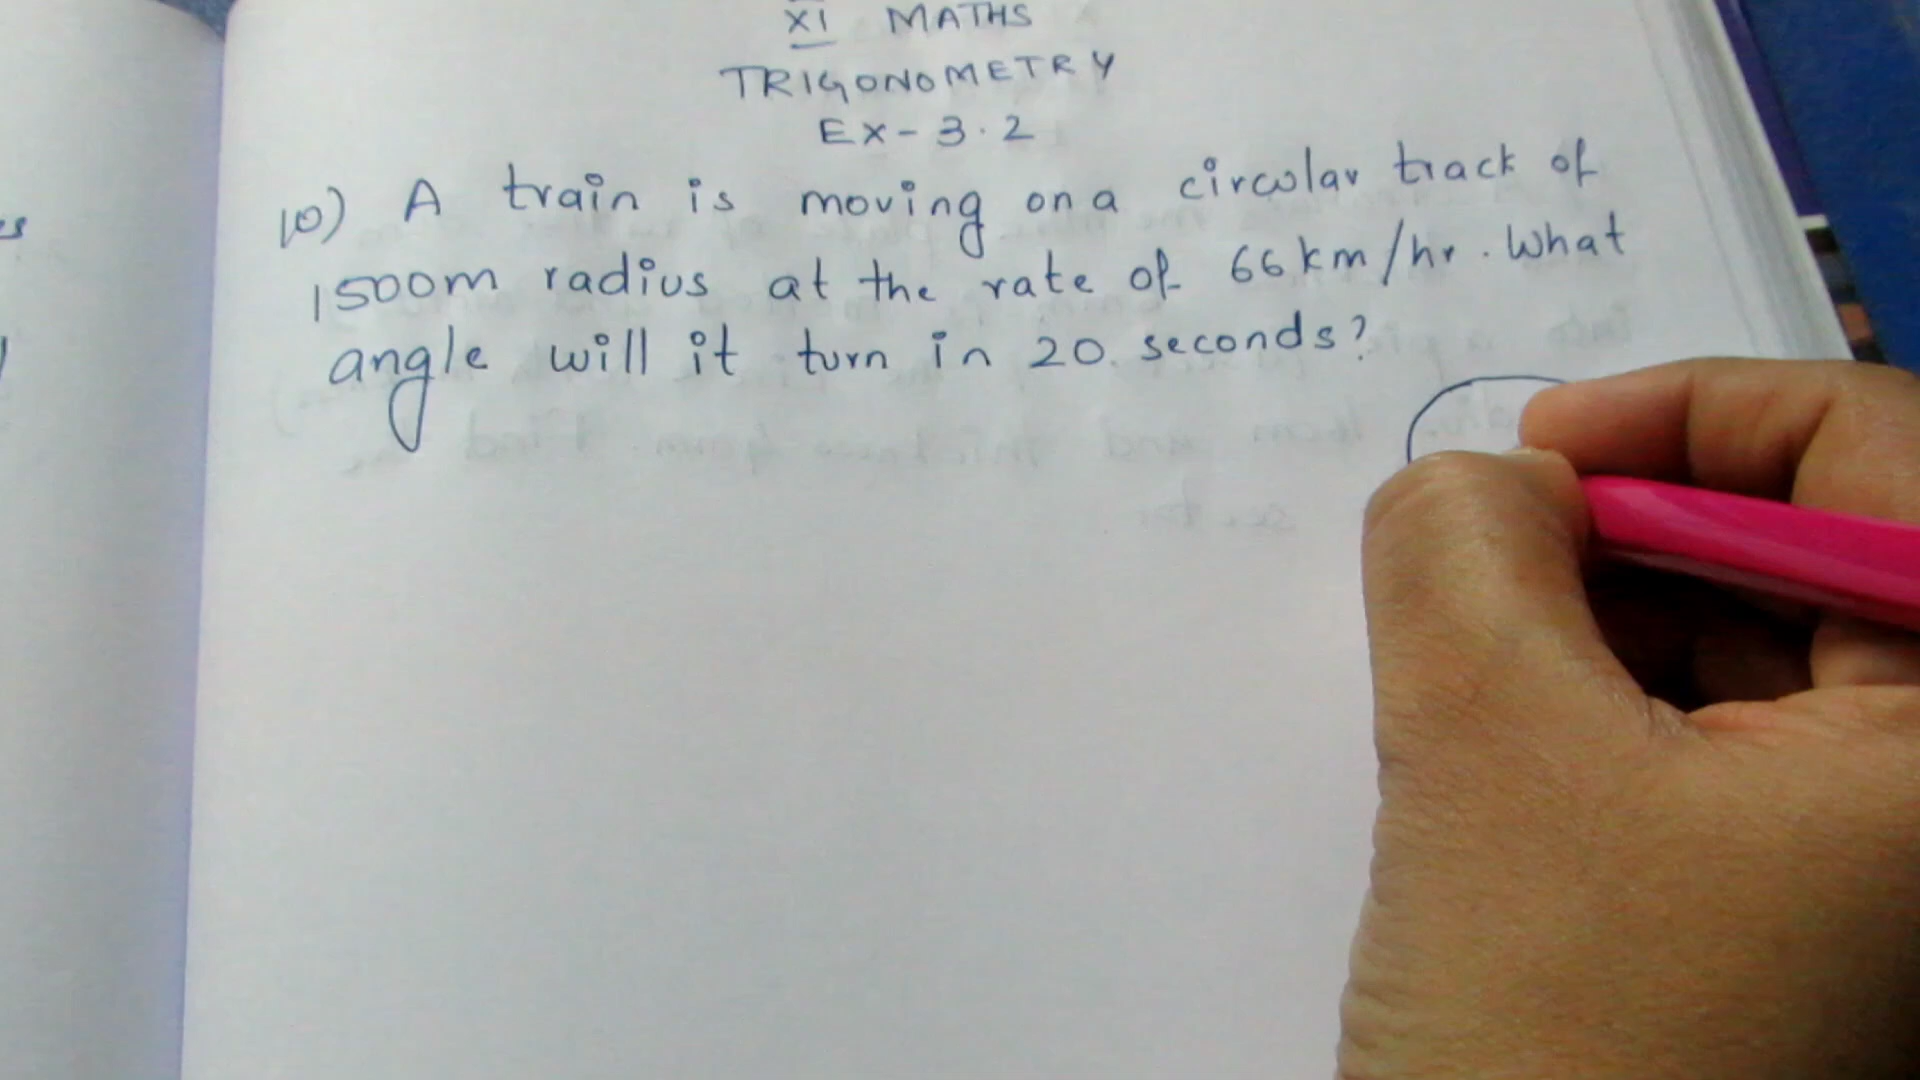 XI MATHS
TRIGONOMETRY
EX-3.2
10) A train is moving on a circular track of
1500m radius at the rate of 66km/hr. What
angle will it turn in 20 seconds?